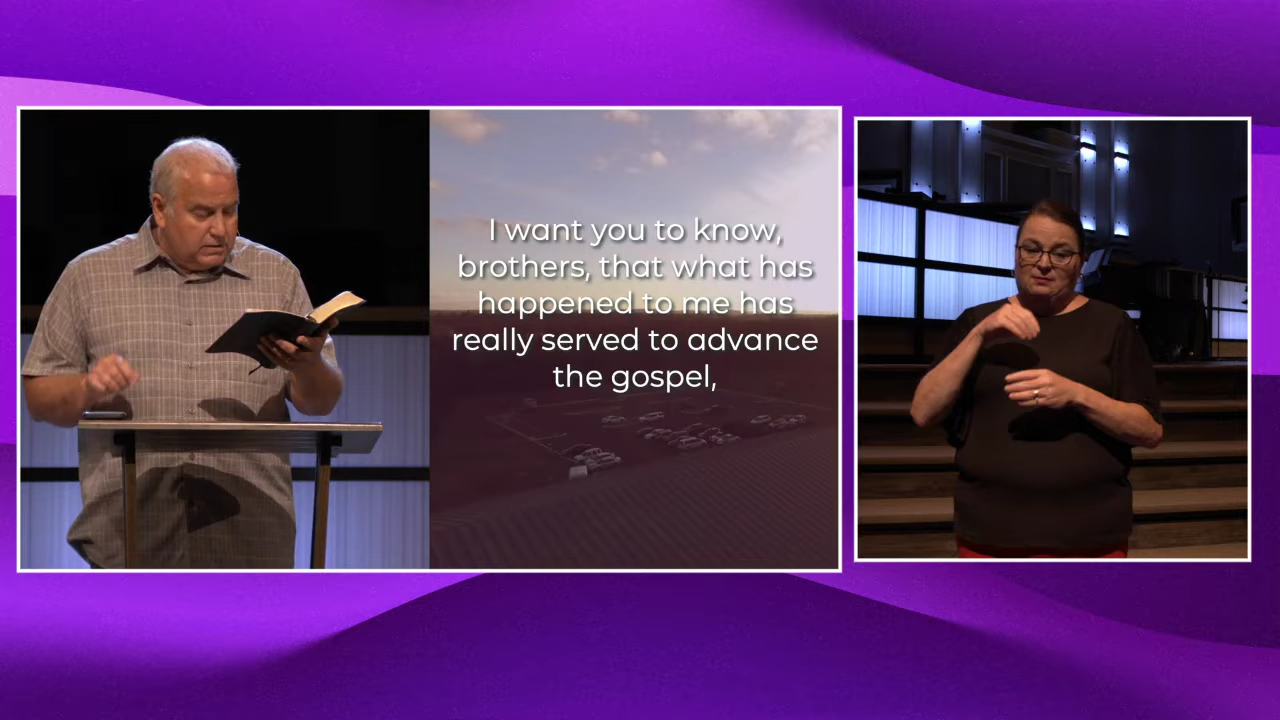 I want you to know,
brothers, that what has
happened to me has
really served to advance
the gospel,